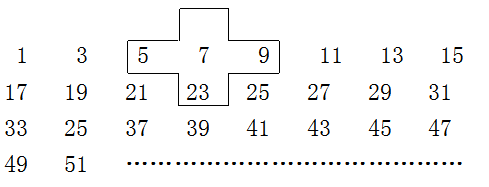 1 3 5 7 9 11 13 15
17 19 21 23 25 27 29 31
33 25 37 39 41 43 45 47
49 51 …………………………………